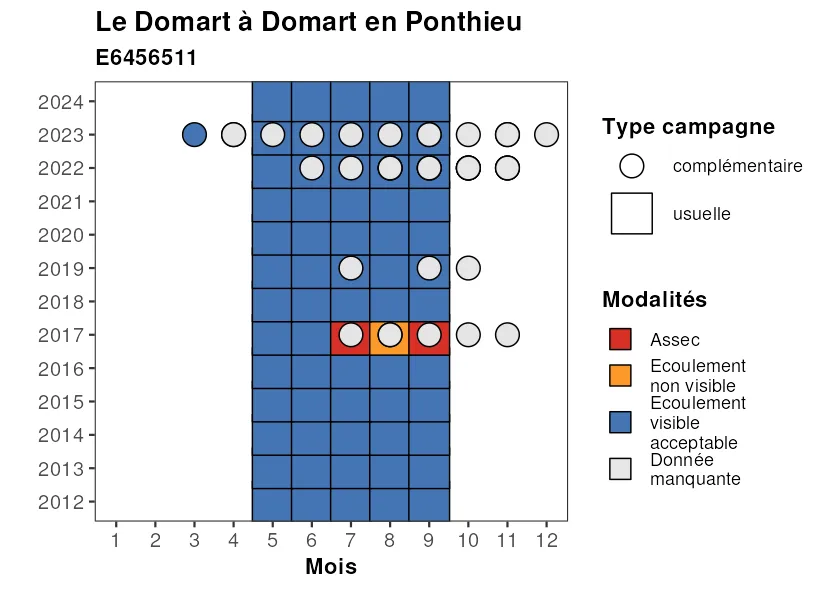 Le Domart à Domart en Ponthieu
E6456511
2024
2023
2022
2021
2020
2019
2018
2017
2016
2015
2014
2013
2012
1 2 3 4 5 6 7 8 9 10 11 12
Mois
Type campagne
complémentaire
usuelle
Modalités
Assec
Ecoulement
non visible
Ecoulement
visible
acceptable
Donnée
manquante